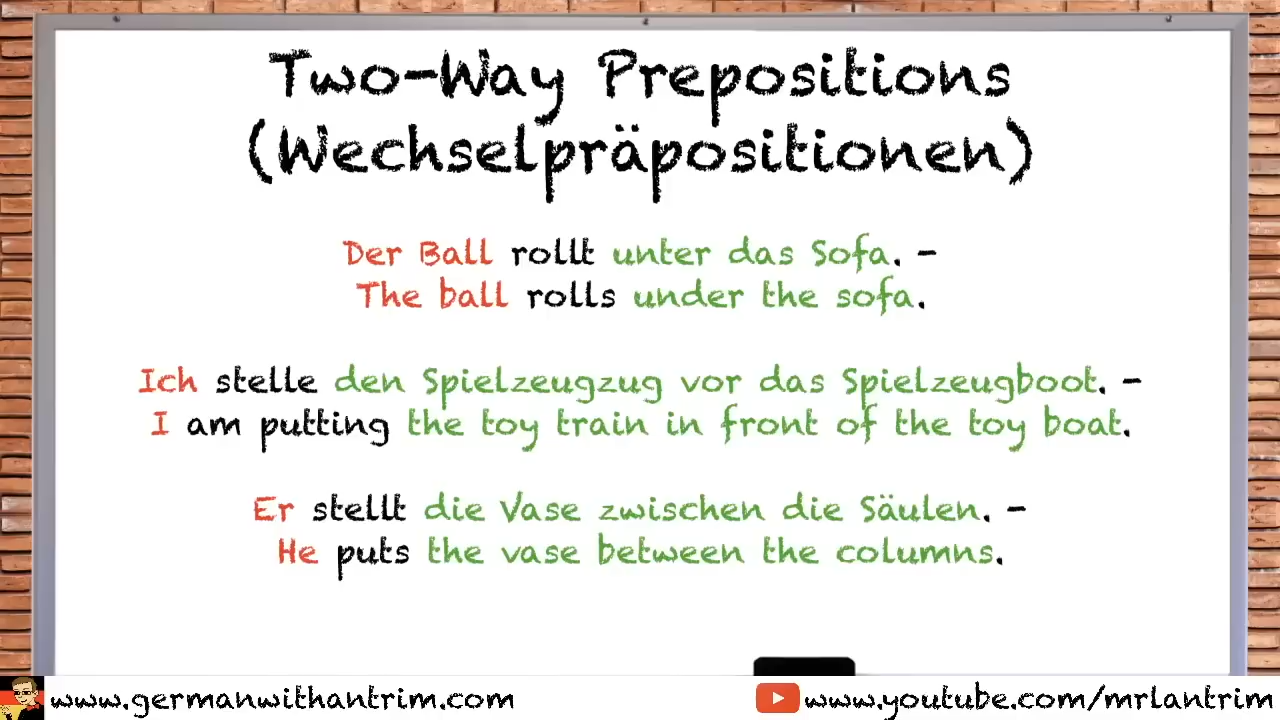 Two-Way Prepositions
(Wechselpräpositionen)
Der Ball rollt unter das Sofa. -
The ball rolls under the sofa.
Ich stelle den Spielzeugzug vor das Spielzeugboot. -
I am putting the toy train in front of the toy boat.
Er stellt die Vase zwischen die Säulen. -
He puts the vase between the columns.
www.germanwithantrim.com
www.youtube.com/mrlantrim